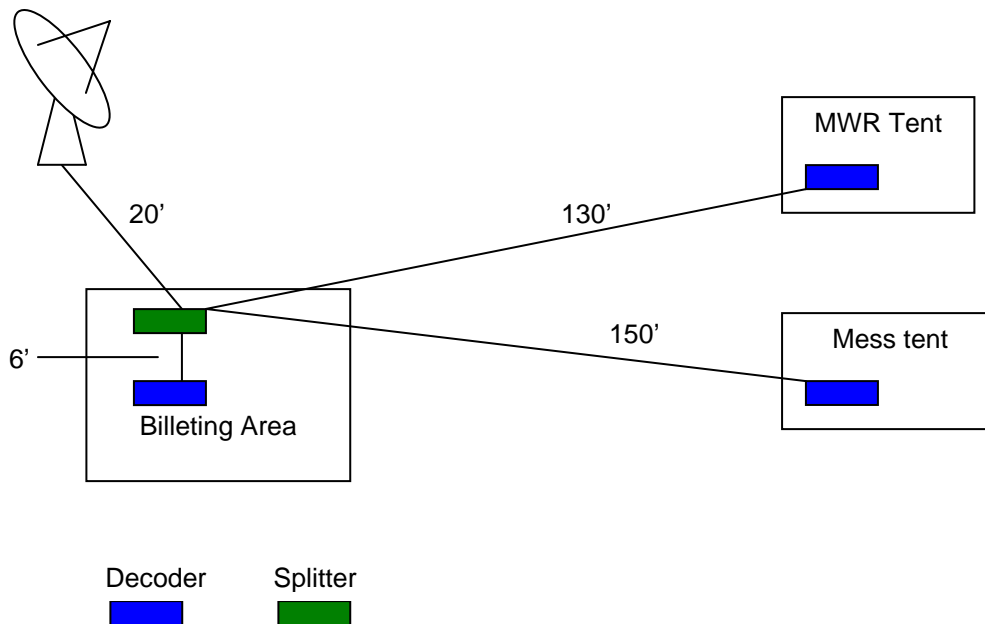 MWR Tent
20’
130’
150’
Mess tent
6’
Billeting Area
Decoder
Splitter